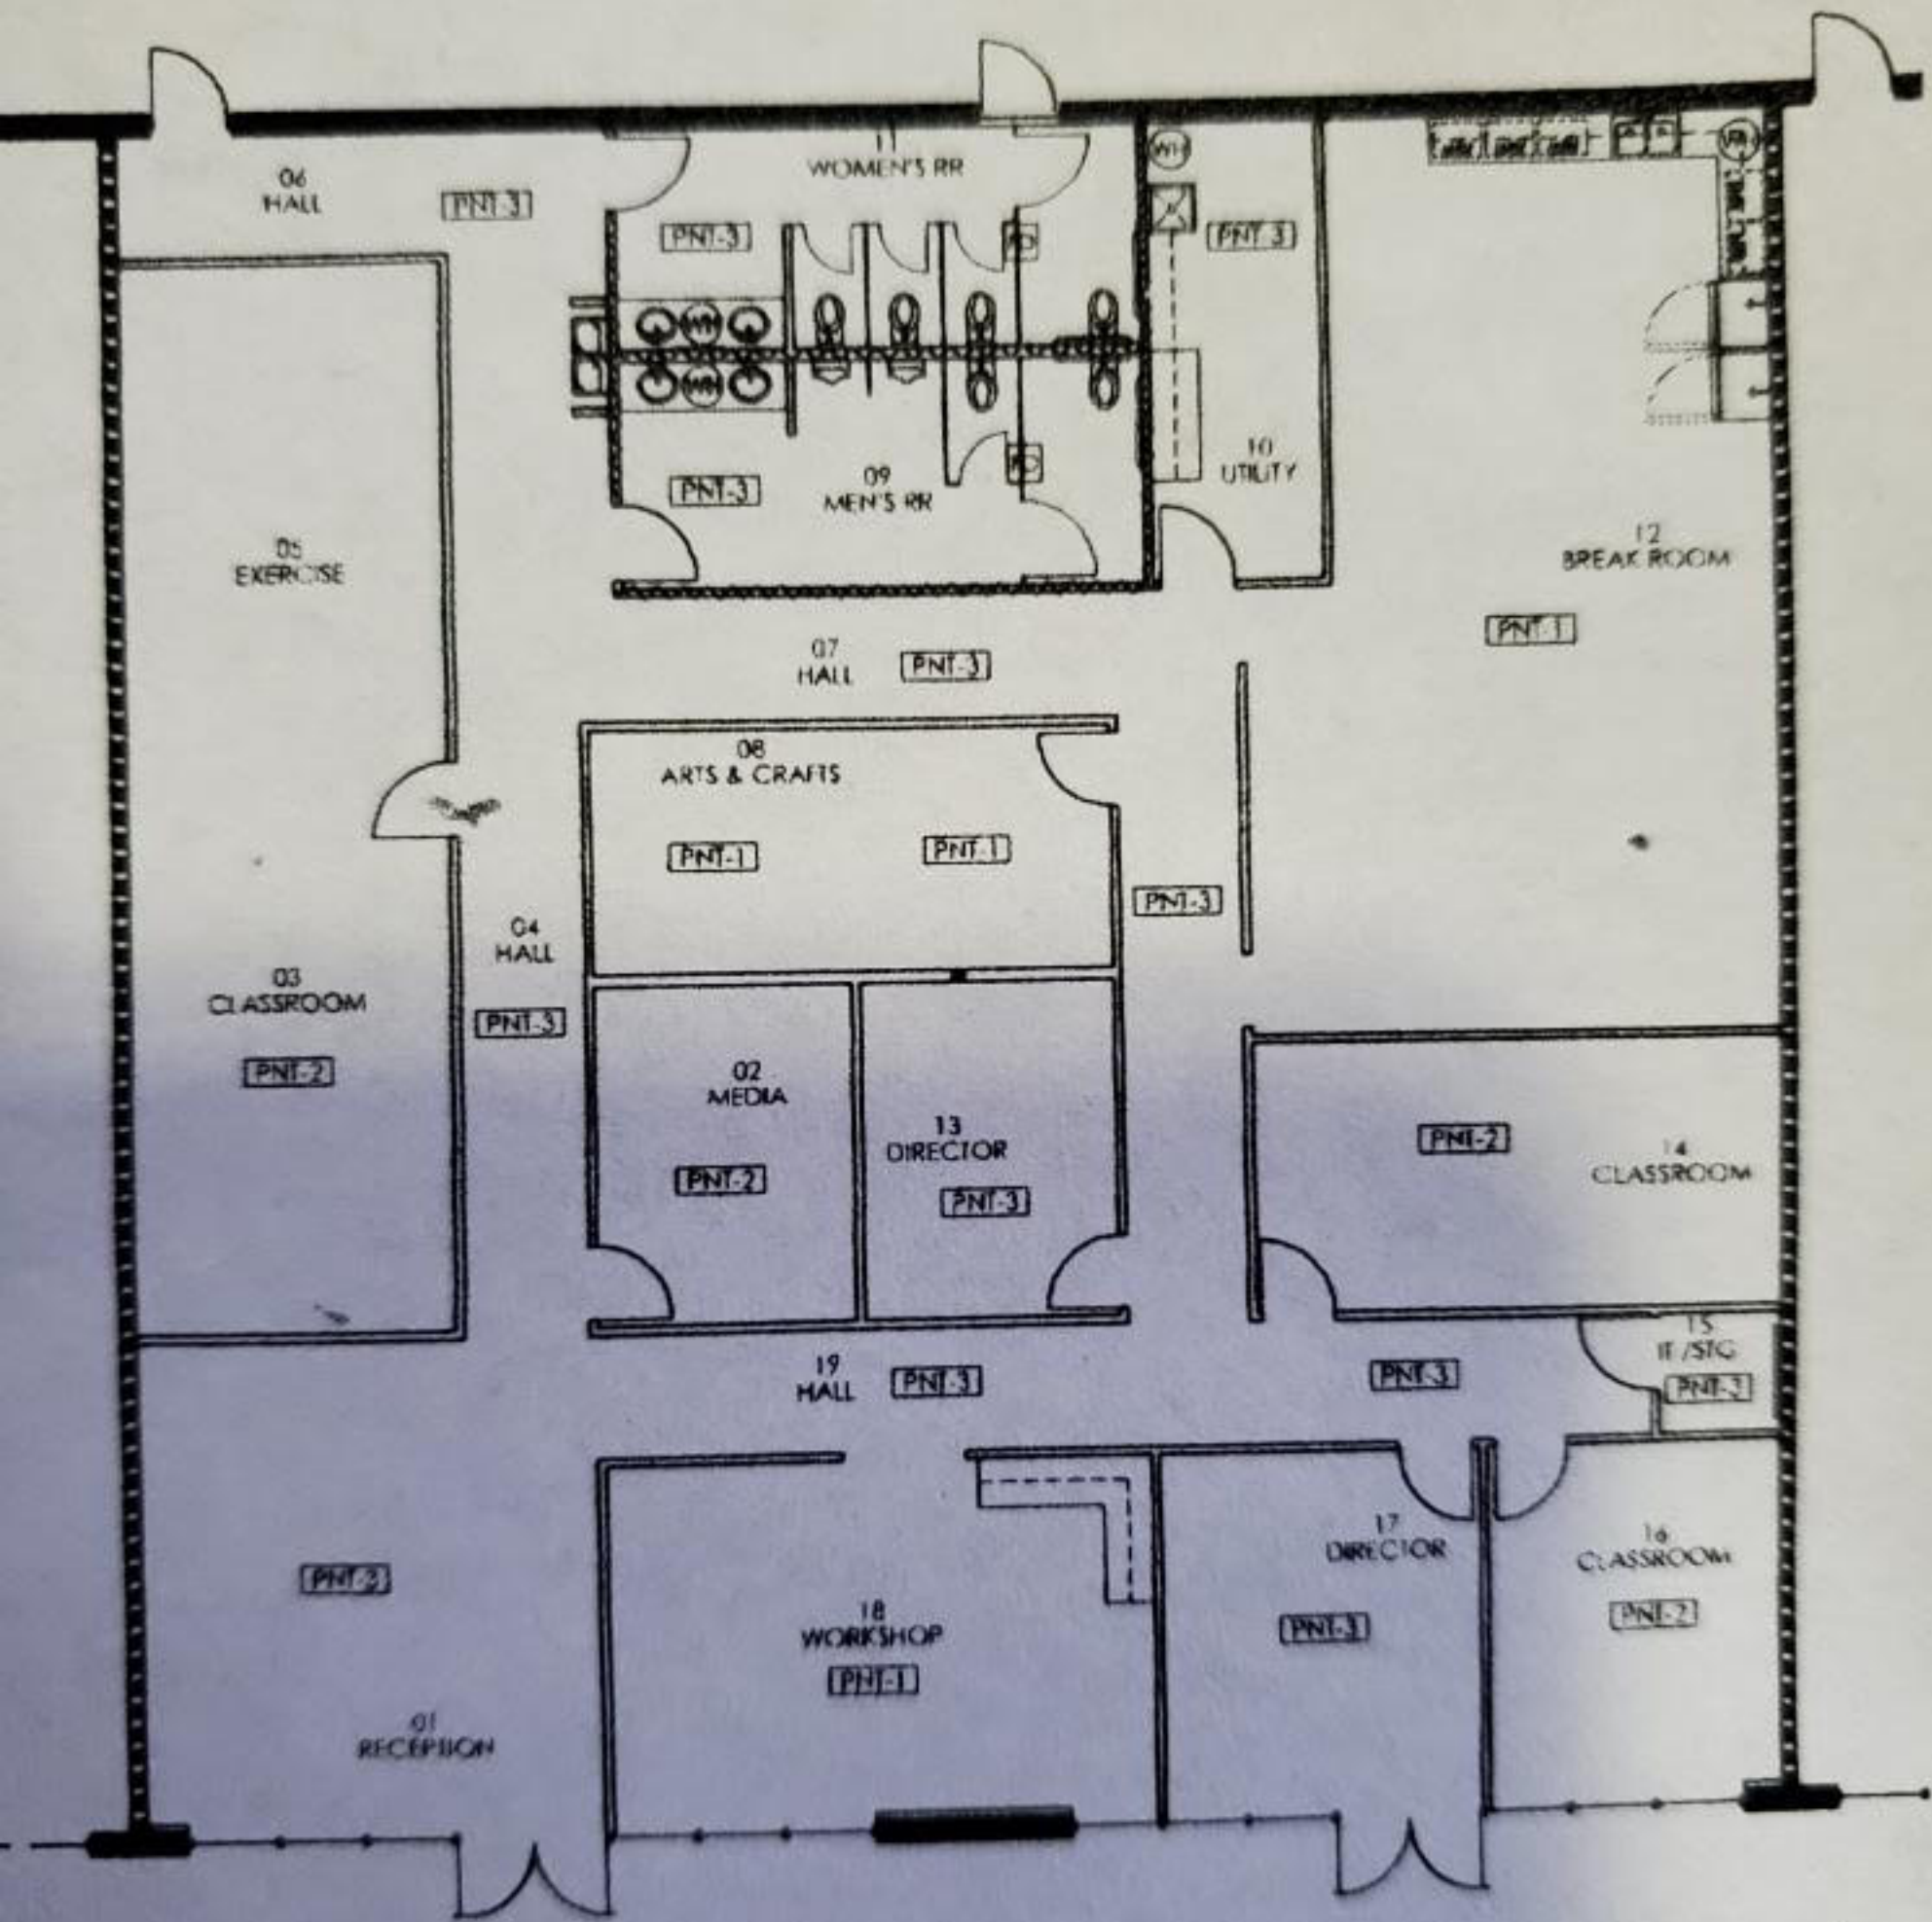 06
HALL
PNT-3
11
WOMEN'S RR
PNT-3
WH
PNT-3
WH
WH
10
UTILITY
PNT-3
09
MEN'S RR
05
EXERCISE
12
BREAK ROOM
PNT-1
07
HALL
PNT-3
08
ARTS & CRAFTS
PNT-1
PNT-1
PNT-3
04
HALL
PNT-3
03
CLASSROOM
PNT-2
02
MEDIA
PNT-2
13
DIRECTOR
PNT-3
PNT-2
14
CLASSROOM
15
IT/STG
PNT-3
19
HALL
PNT-3
PNT-3
PNT-3
01
RECEPTION
18
WORKSHOP
PNT-1
17
DIRECTOR
PNT-3
16
CLASSROOM
PNT-2